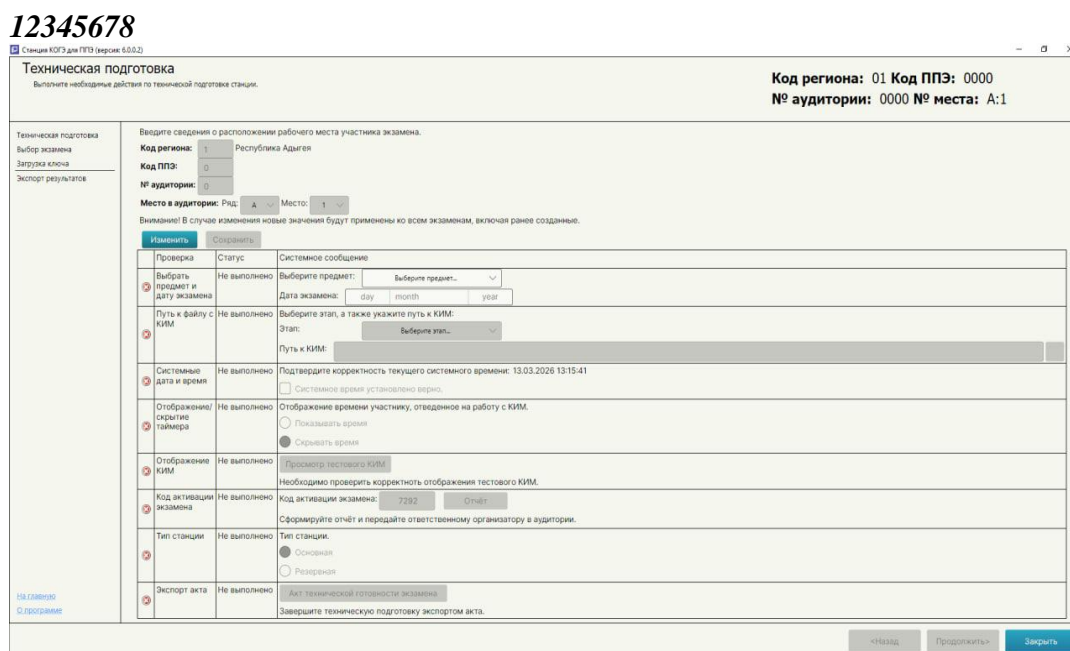 12345678
Станция КОГЭ для ППЭ (версия: 6.0.0.2)
Техническая подготовка
Выполните необходимые действия по технической подготовке станции.
Код региона: 01 Код ППЭ: 0000
№ аудитории: 0000 № места: А:1
Техническая подготовка
Выбор экзамена
Загрузка ключа
Экспорт результатов
Введите сведения о расположении рабочего места участника экзамена.
Код региона: 1 Республика Адыгея
Код ППЭ: 0
№ аудитории: 0
Место в аудитории: Ряд: А Место: 1
Внимание! В случае изменения новые значения будут применены ко всем экзаменам, включая ранее созданные.
Изменить Сохранить
Проверка Статус Системное сообщение
Выбрать предмет и дату экзамена Не выполнено Выберите предмет: Выберите предмет...
Дата экзамена: day month year
Путь к файлу с КИМ Не выполнено Выберите этап, а также укажите путь к КИМ:
Этап: Выберите этап...
Путь к КИМ:
Системные дата и время Не выполнено Подтвердите корректность текущего системного времени: 13.03.2026 13:15:41
Системное время установлено верно.
Отображение/скрытие таймера Не выполнено Отображение времени участнику, отведенное на работу с КИМ.
Показывать время
Скрывать время
Отображение КИМ Не выполнено Просмотр тестового КИМ
Необходимо проверить корректноть отображения тестового КИМ.
Код активации экзамена Не выполнено Код активации экзамена: 7292 Отчёт
Сформируйте отчёт и передайте ответственному организатору в аудитории.
Тип станции Не выполнено Тип станции.
Основная
Резервная
Экспорт акта Не выполнено Акт технической готовности экзамена
Завершите техническую подготовку экспортом акта.
На главную
О программе
<Назад Продолжить> Закрыть